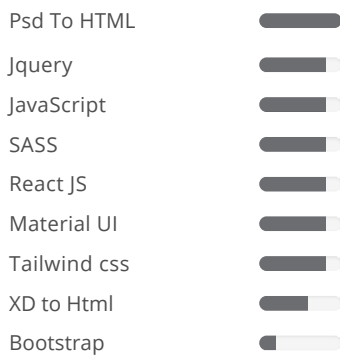 Psd To HTML
Jquery
JavaScript
SASS
React JS
Material UI
Tailwind css
XD to Html
Bootstrap